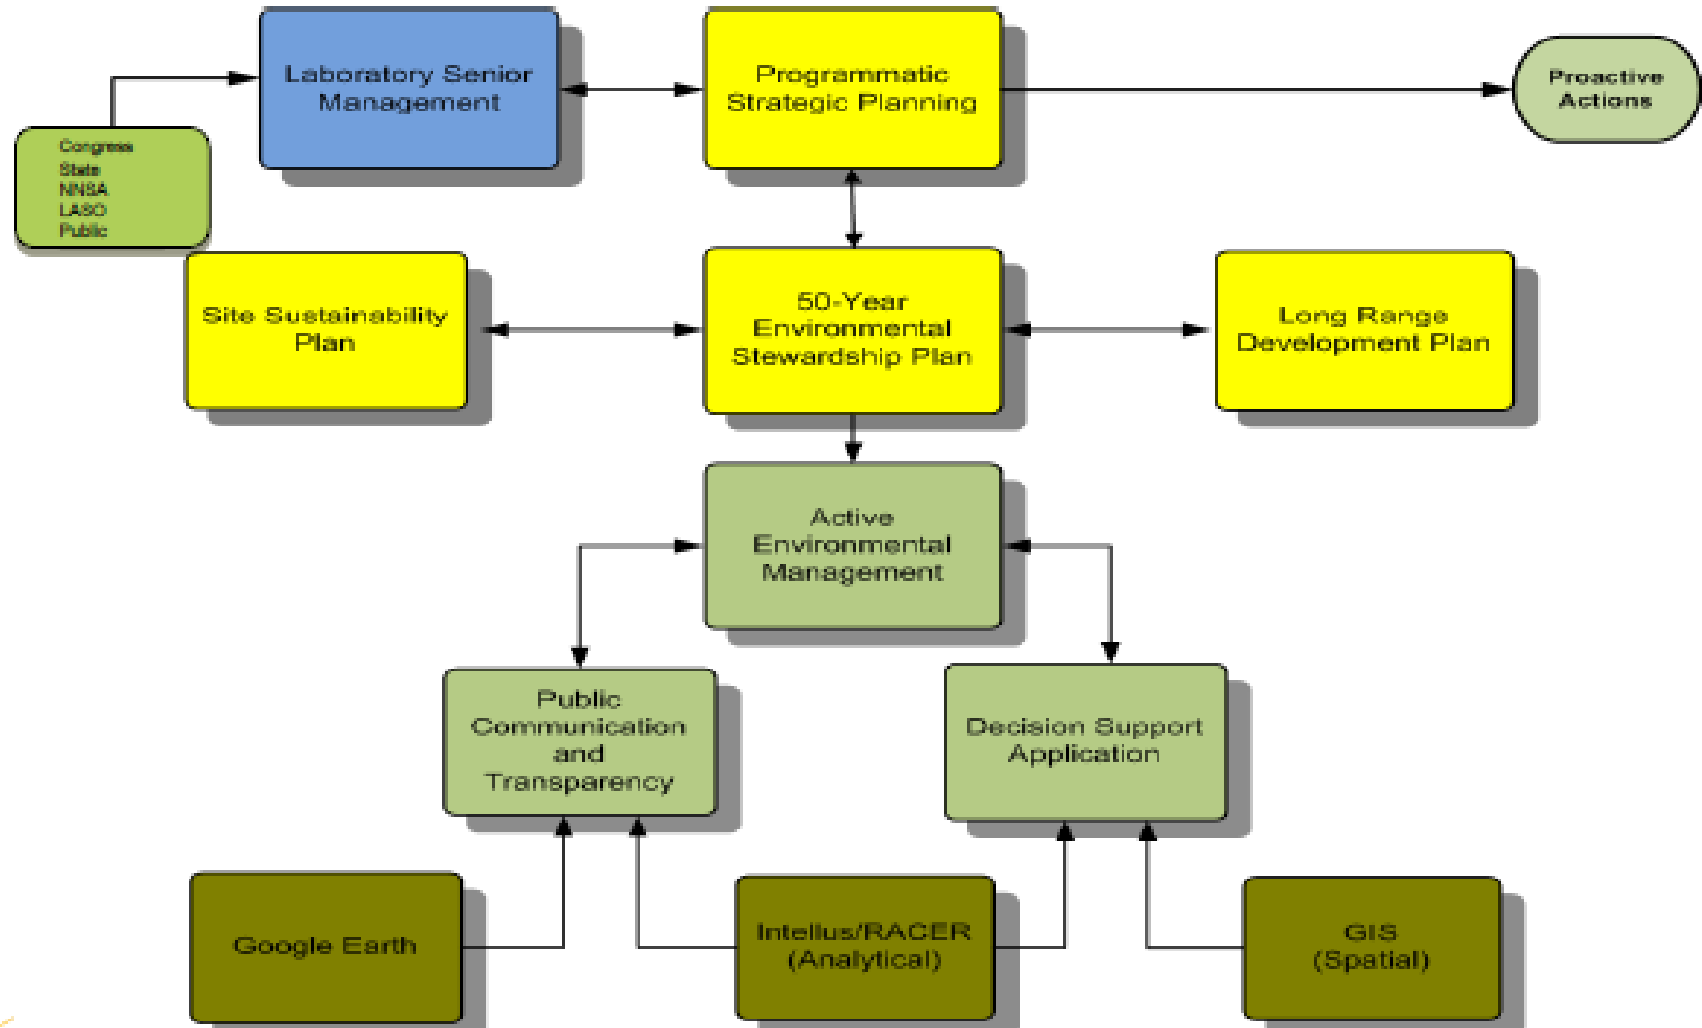 Laboratory Senior
Management
Programmatic
Strategic Planning
Proactive
Actions
Congress
State
NNSA
LASO
Public
Site Sustainability
Plan
50-Year
Environmental
Stewardship Plan
Long Range
Development Plan
Active
Environmental
Management
Public
Communication
and
Transparency
Decision Support
Application
Google Earth
Intellus/RACER
(Analytical)
GIS
(Spatial)